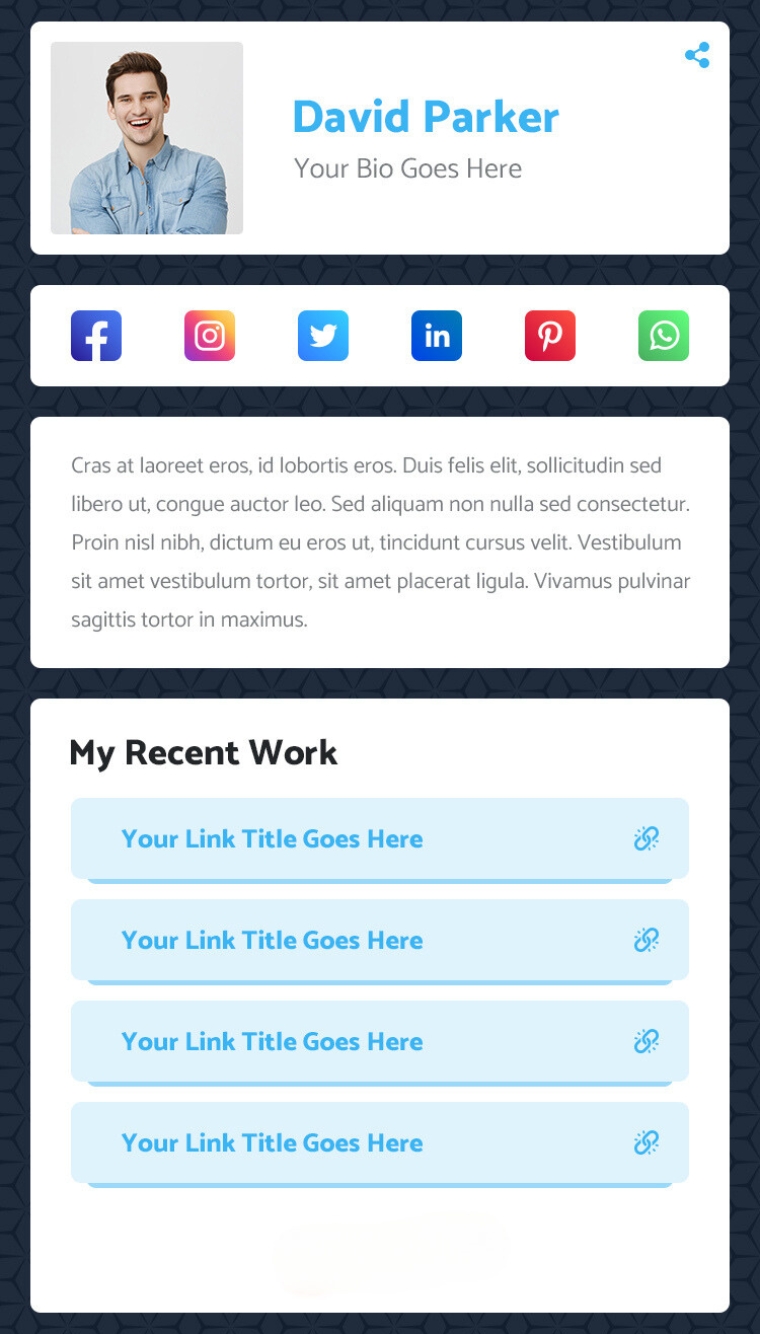 David Parker
Your Bio Goes Here
in
Cras at laoreet eros, id lobortis eros. Duis felis elit, sollicitudin sed
libero ut, congue auctor leo. Sed aliquam non nulla sed consectetur.
Proin nisl nibh, dictum eu eros ut, tincidunt cursus velit. Vestibulum
sit amet vestibulum tortor, sit amet placerat ligula. Vivamus pulvinar
sagittis tortor in maximus.
My Recent Work
Your Link Title Goes Here
Your Link Title Goes Here
Your Link Title Goes Here
Your Link Title Goes Here